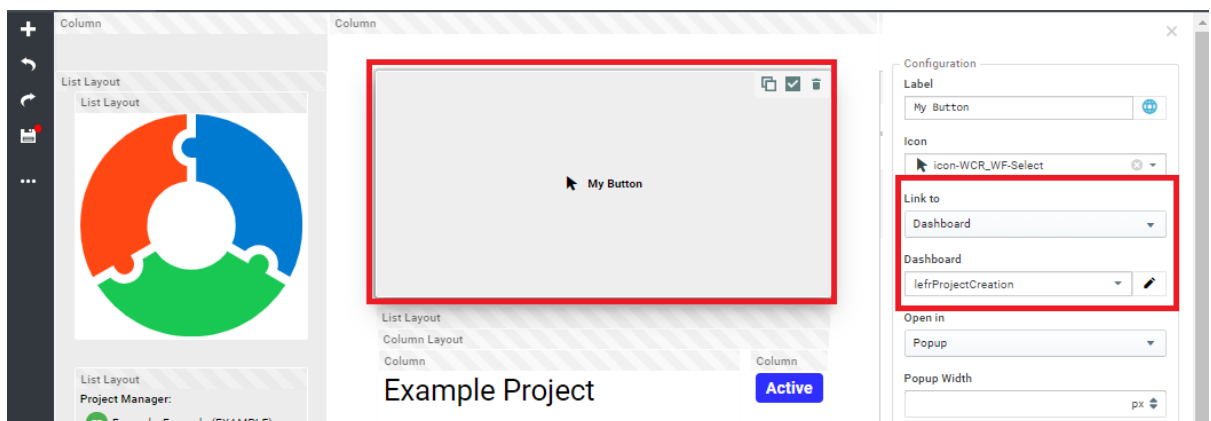 Column
Column
List Layout
List Layout
My Button
List Layout
Column Layout
Column
Column
Example Project
Active
List Layout
Project Manager:
Configuration
Label
My Button
Icon
icon-WCR_WF-Select
Link to
Dashboard
Dashboard
lefrProjectCreation
Open in
Popup
Popup Width
px